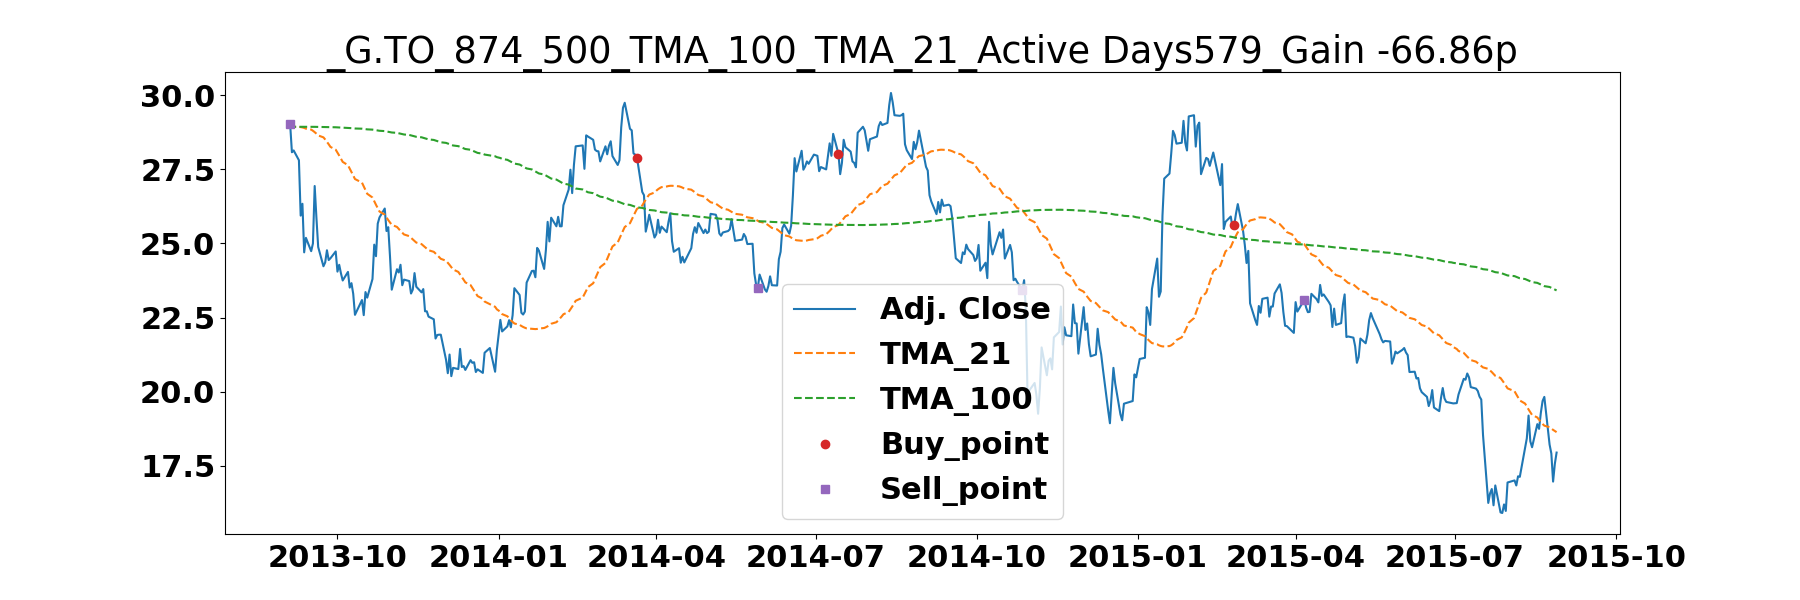 _G.TO_874_500_TMA_100_TMA_21_Active Days579_Gain -66.86p
30.0
27.5
25.0
22.5
20.0
17.5
Adj. Close
TMA_21
TMA_100
Buy_point
Sell_point
2013-10 2014-01 2014-04 2014-07 2014-10 2015-01 2015-04 2015-07 2015-10